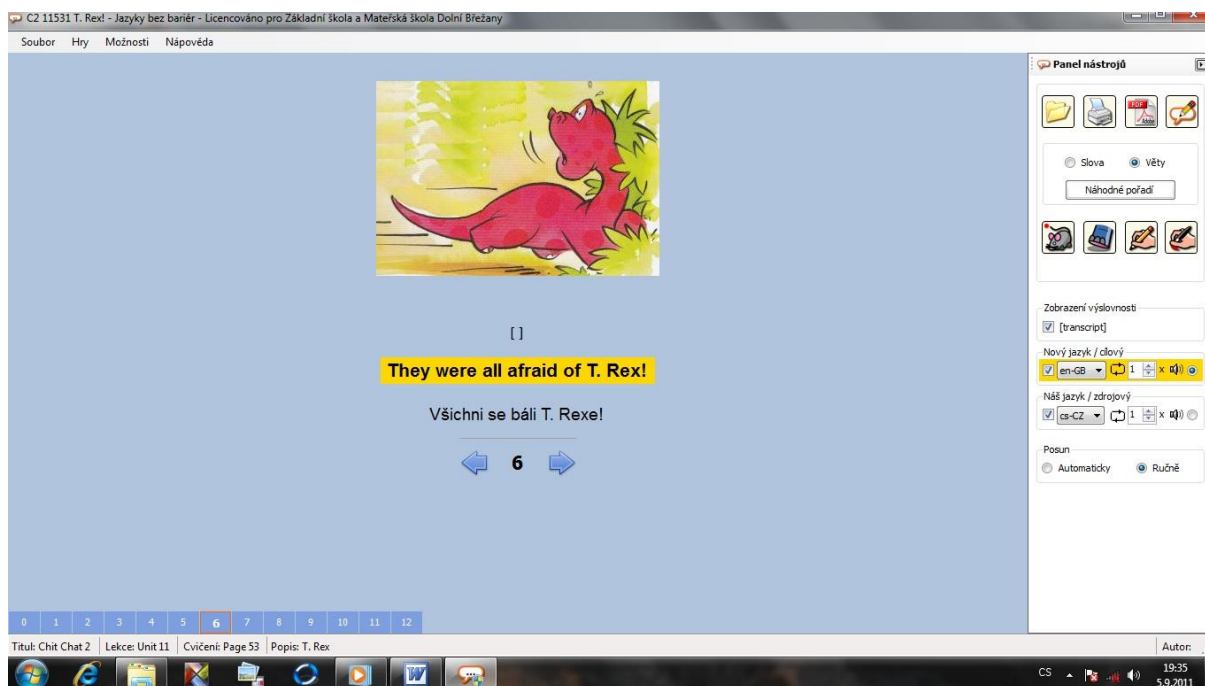 C2 11531 T. Rex! - Jazyky bez bariér - Licencováno pro Základní škola a Mateřská škola Dolní Břežany
Soubor Hry Možnosti Nápověda
Panel nástrojů
PDF
Adobe
Slova Věty
Náhodné pořadí
[ ]
They were all afraid of T. Rex!
Všichni se báli T. Rexe!
6
Zobrazení výslovnosti
[transcript]
Nový jazyk / cílový
en-GB 1 x
Náš jazyk / zdrojový
cs-CZ 1 x
Posun
Automaticky Ručně
0 1 2 3 4 5 6 7 8 9 10 11 12
Titul: Chit Chat 2 Lekce: Unit 11 Cvičení: Page 53 Popis: T. Rex Autor:
W
CS 19:35
5.9.2011